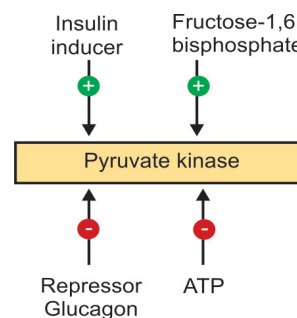 Insulin
inducer
Fructose-1,6
bisphosphate
+
+
Pyruvate kinase
-
-
Repressor
Glucagon
ATP